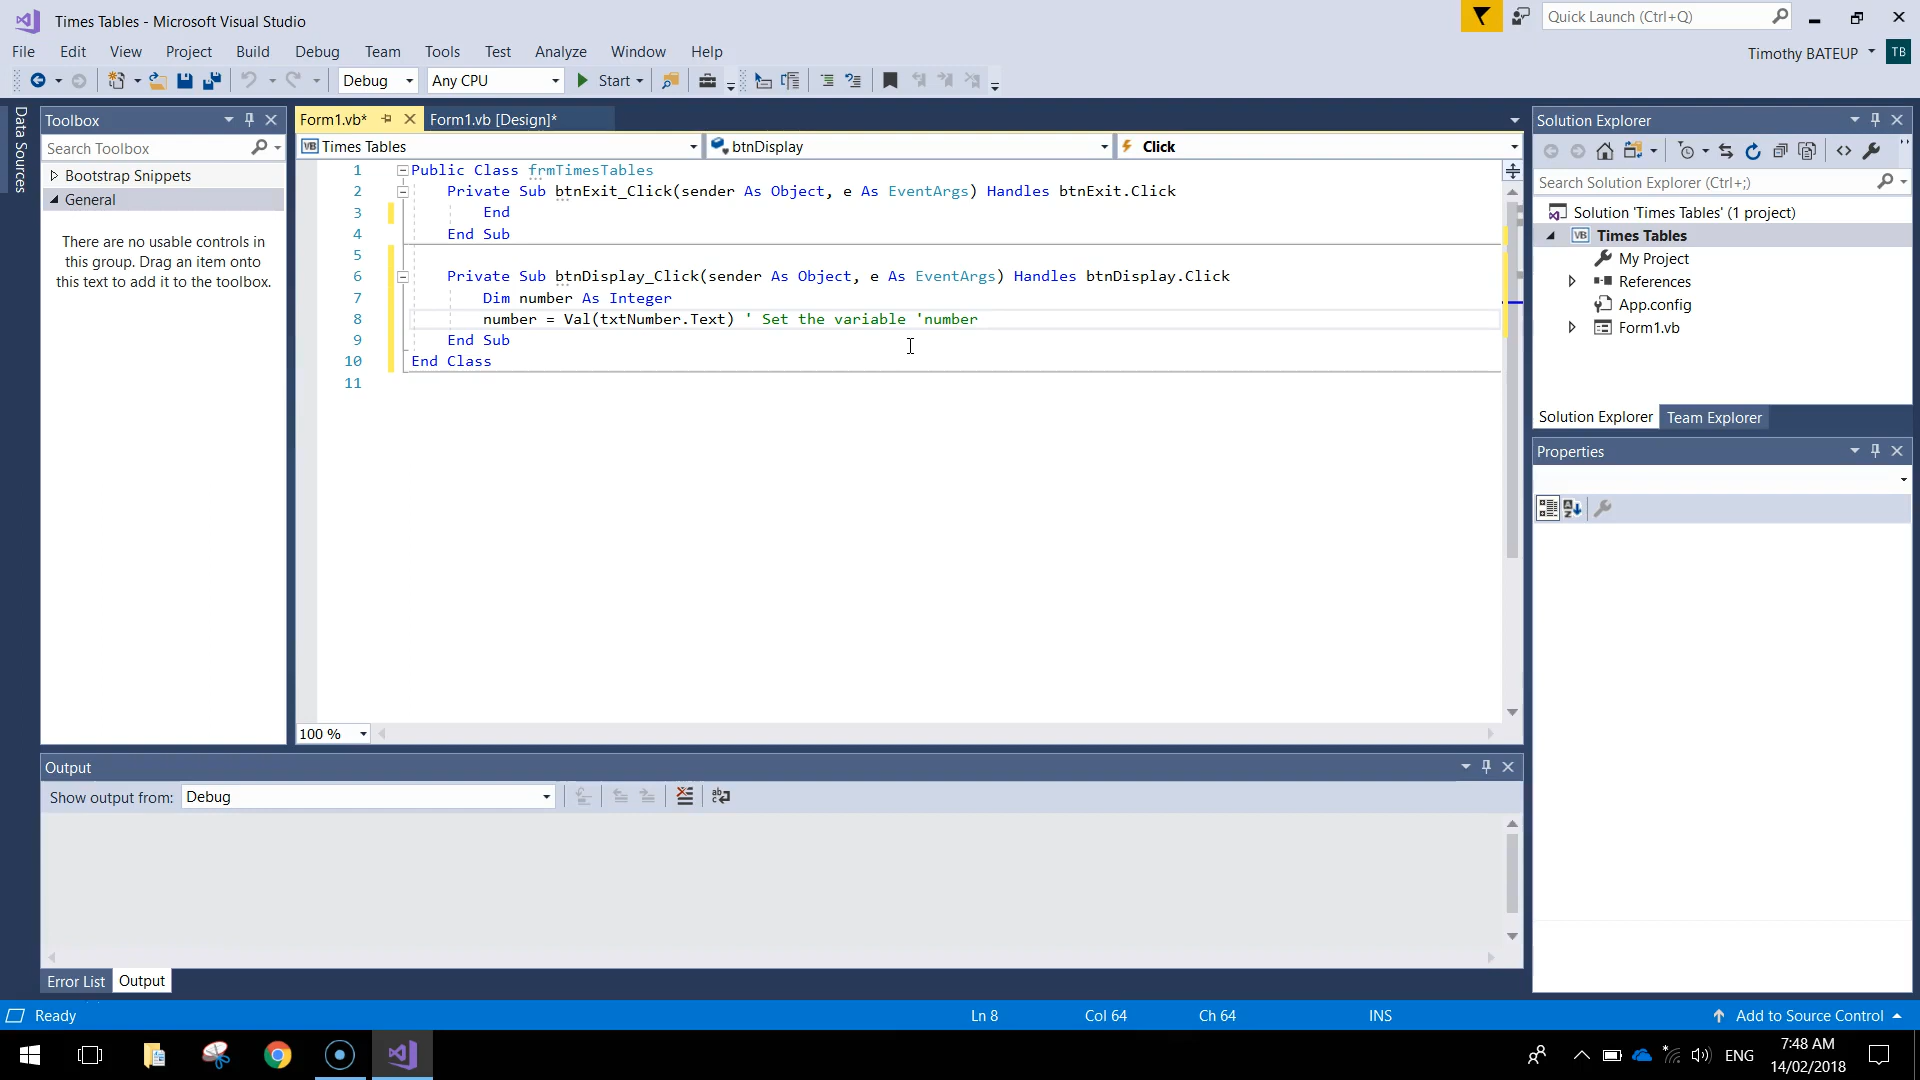 Times Tables - Microsoft Visual Studio
Quick Launch (Ctrl+Q)
File Edit View Project Build Debug Team Tools Test Analyze Window Help
Timothy BATEUP TB
Debug Any CPU Start
Data Sources
Toolbox
Search Toolbox
Bootstrap Snippets
General
There are no usable controls in
this group. Drag an item onto
this text to add it to the toolbox.
Form1.vb* Form1.vb [Design]*
VB Times Tables btnDisplay Click
1 Public Class frmTimesTables
2 Private Sub btnExit_Click(sender As Object, e As EventArgs) Handles btnExit.Click
3 End
4 End Sub
5
6 Private Sub btnDisplay_Click(sender As Object, e As EventArgs) Handles btnDisplay.Click
7 Dim number As Integer
8 number = Val(txtNumber.Text) ' Set the variable 'number
9 End Sub
10 End Class
11
100 %
Solution Explorer
Search Solution Explorer (Ctrl+;)
Solution 'Times Tables' (1 project)
VB Times Tables
My Project
References
App.config
Form1.vb
Solution Explorer Team Explorer
Properties
Output
Show output from: Debug
Error List Output
Ready Ln 8 Col 64 Ch 64 INS Add to Source Control
ENG
7:48 AM
14/02/2018